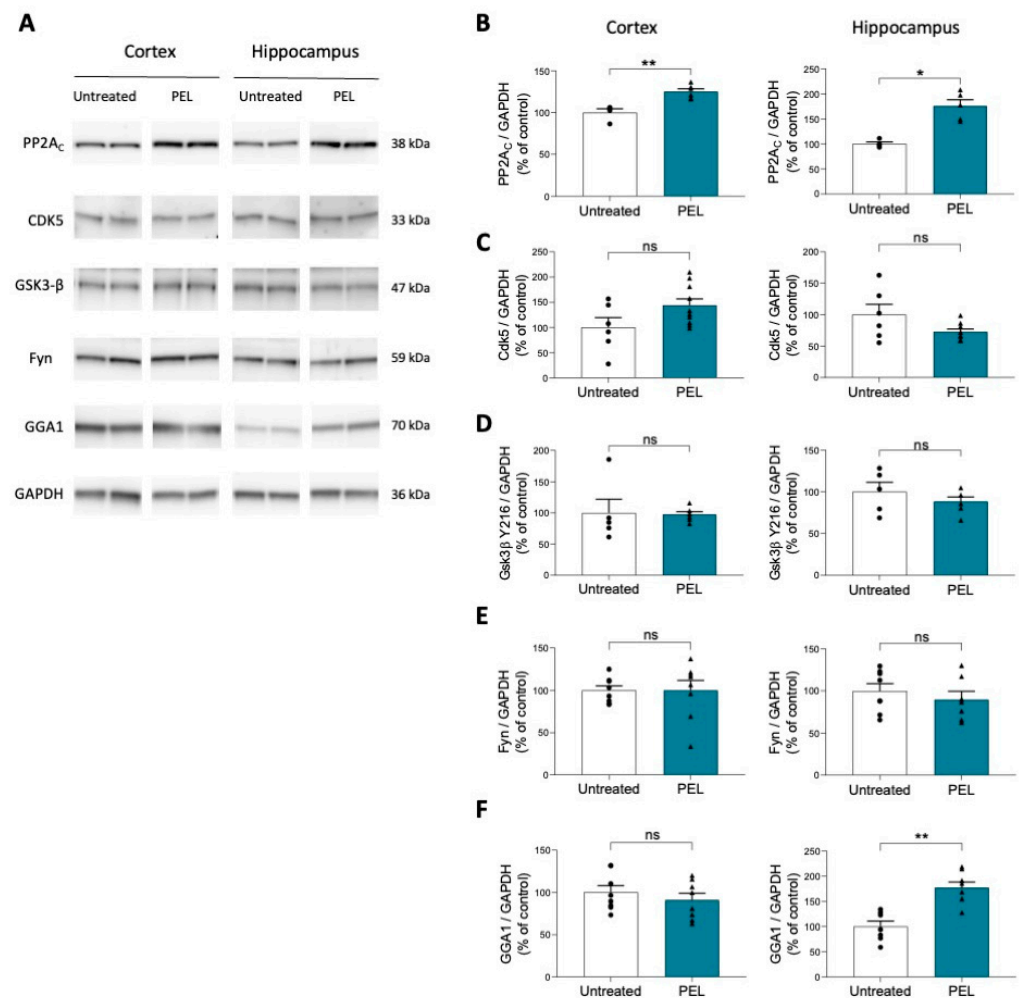 A
Cortex Hippocampus
Untreated PEL Untreated PEL
PP2AC 38 kDa
CDK5 33 kDa
GSK3-β 47 kDa
Fyn 59 kDa
GGA1 70 kDa
GAPDH 36 kDa
B
Cortex Hippocampus
PP2AC / GAPDH
(% of control)
150
100
50
0
**
Untreated PEL
PP2AC / GAPDH
(% of control)
250
200
150
100
50
0
*
Untreated PEL
C
Cdk5 / GAPDH
(% of control)
250
200
150
100
50
0
ns
Untreated PEL
Cdk5 / GAPDH
(% of control)
200
150
100
50
0
ns
Untreated PEL
D
Gsk3β Y216 / GAPDH
(% of control)
200
150
100
50
0
ns
Untreated PEL
Gsk3β Y216 / GAPDH
(% of control)
150
100
50
0
ns
Untreated PEL
E
Fyn / GAPDH
(% of control)
150
100
50
0
ns
Untreated PEL
Fyn / GAPDH
(% of control)
150
100
50
0
ns
Untreated PEL
F
GGA1 / GAPDH
(% of control)
150
100
50
0
ns
Untreated PEL
GGA1 / GAPDH
(% of control)
250
200
150
100
50
0
**
Untreated PEL